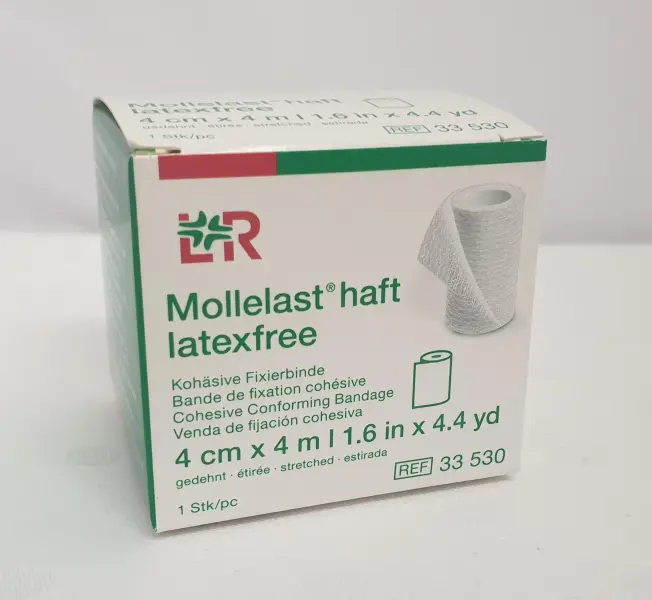 Mollelast® haft
latexfree
4 cm x 4 m | 1.6 in x 4.4 yd
gedehnt · étirée · stretched · estirada
REF 33 530
1 Stk/pc
L&R
Mollelast® haft
latexfree
Kohäsive Fixierbinde
Bande de fixation cohésive
Cohesive Conforming Bandage
Venda de fijación cohesiva
4 cm x 4 m | 1.6 in x 4.4 yd
gedehnt · étirée · stretched · estirada
REF 33 530
1 Stk/pc